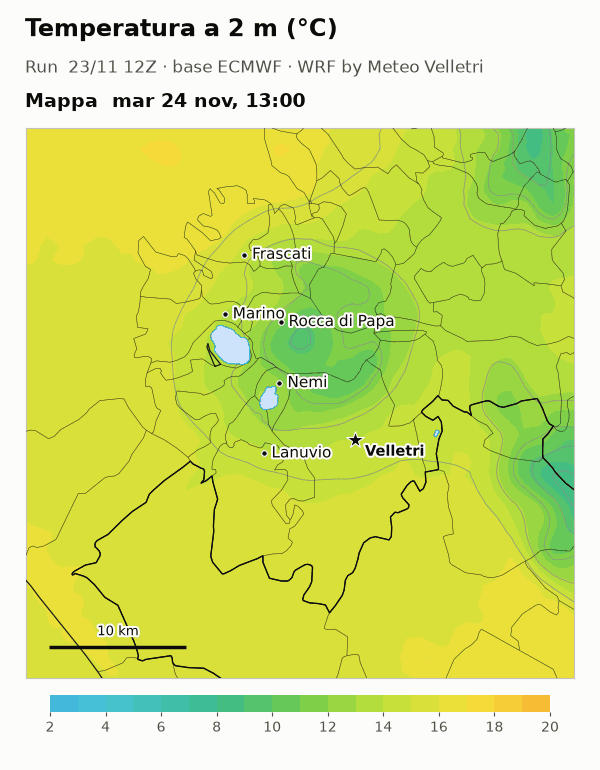 Temperatura a 2 m (°C)
Run 23/11 12Z · base ECMWF · WRF by Meteo Velletri
Mappa mar 24 nov, 13:00
Frascati
Marino
Rocca di Papa
Nemi
Velletri
Lanuvio
10 km
2 4 6 8 10 12 14 16 18 20